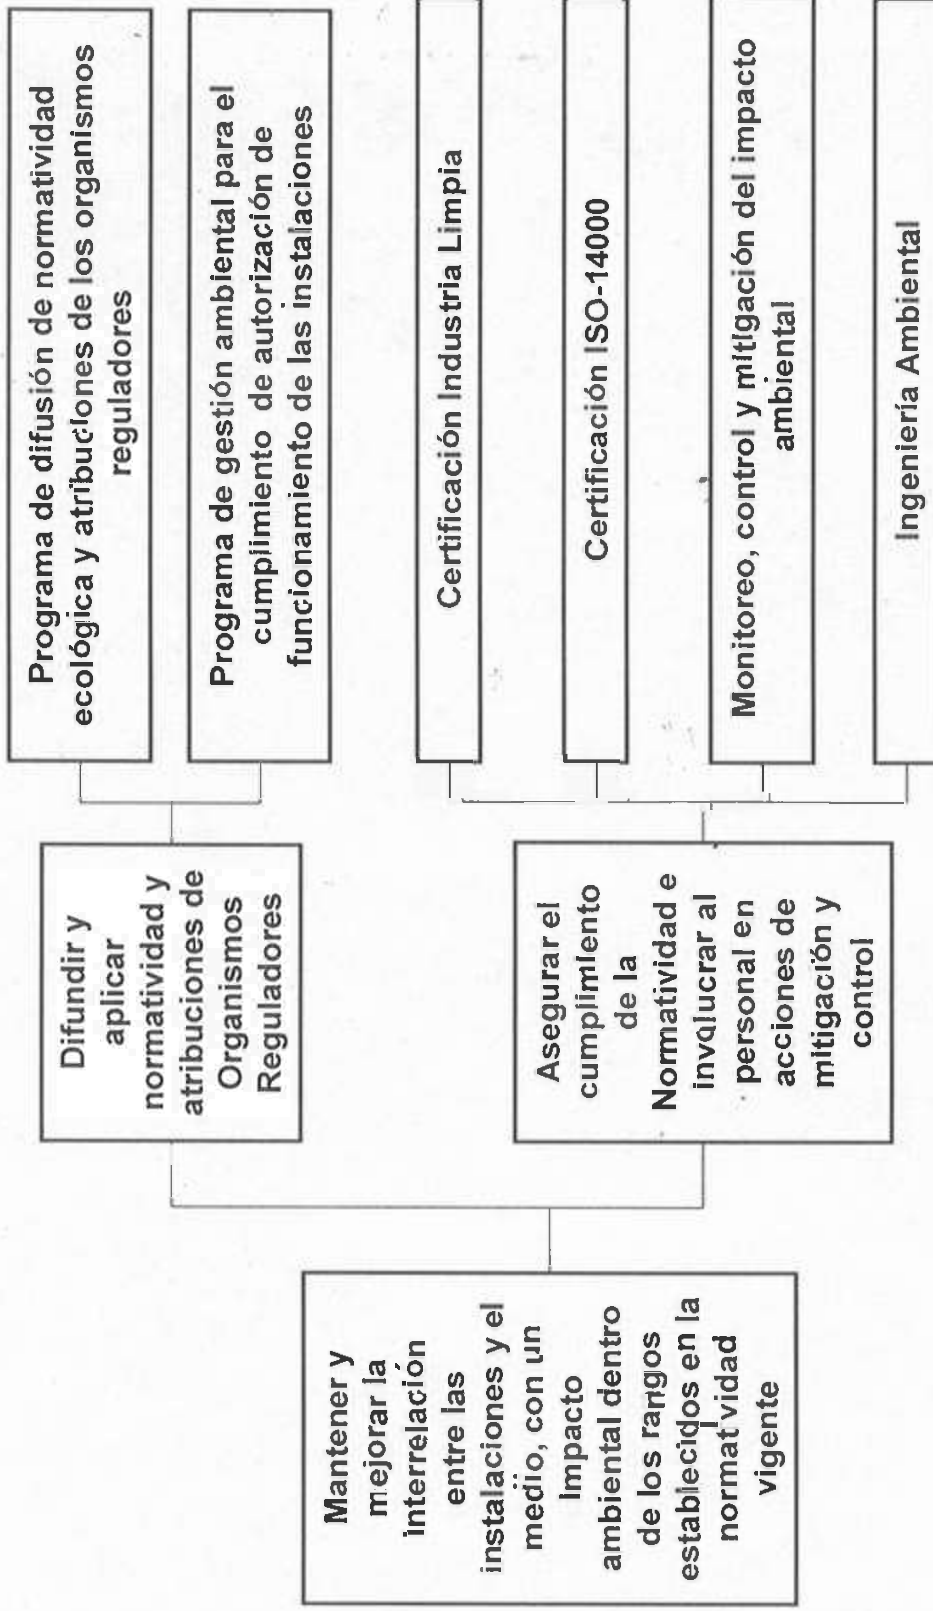 Mantener y
mejorar la
interrelación
entre las
instalaciones y el
medio, con un
Impacto
ambiental dentro
de los rangos
establecidos en la
normatividad
vigente
Difundir y
aplicar
normatividad y
atribuciones de
Organismos
Reguladores
Programa de difusión de normatividad
ecológica y atribuciones de los organismos
reguladores
Programa de gestión ambiental para el
cumplimiento de autorización de
funcionamiento de las instalaciones
Asegurar el
cumplimiento
de la
Normatividad e
involucrar al
personal en
acciones de
mitigación y
control
Certificación Industria Limpia
Certificación ISO-14000
Monitoreo, control y mitigación del impacto
ambiental
Ingeniería Ambiental